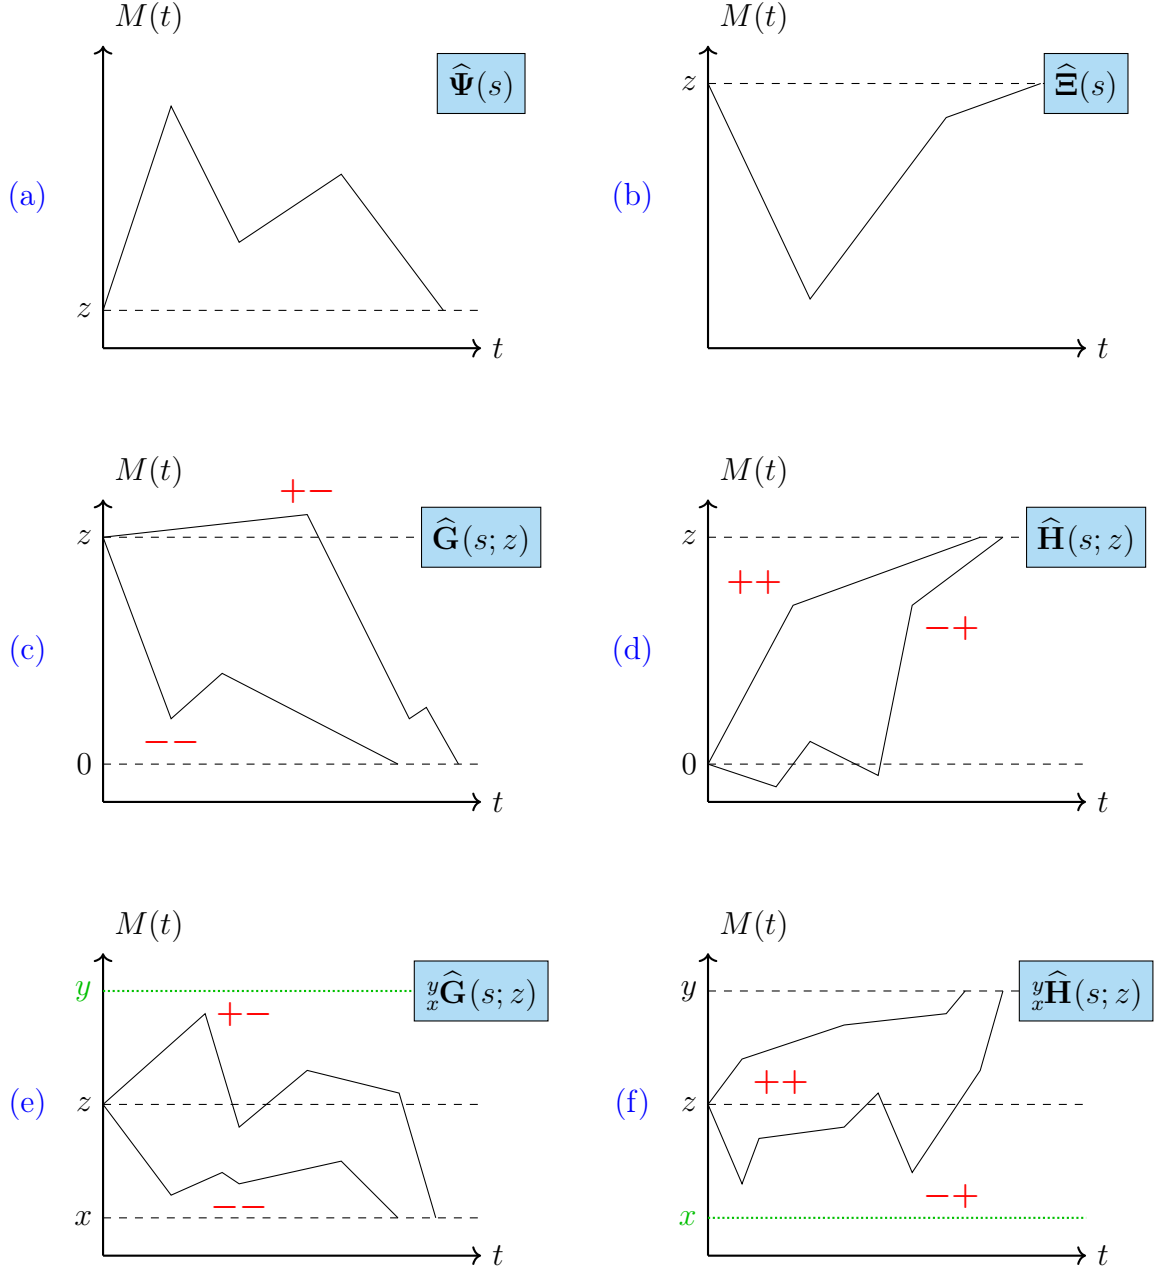 M(t)
Ψ̂(s)
(a)
z
t
M(t)
z
Ξ̂(s)
(b)
t
M(t)
+−
z
Ĝ(s; z)
(c)
−−
0
t
M(t)
z
Ĥ(s; z)
++
−+
(d)
0
t
M(t)
y
ʸₓĜ(s; z)
+−
(e)
z
−−
x
t
M(t)
y
ʸₓĤ(s; z)
++
(f)
z
−+
x
t